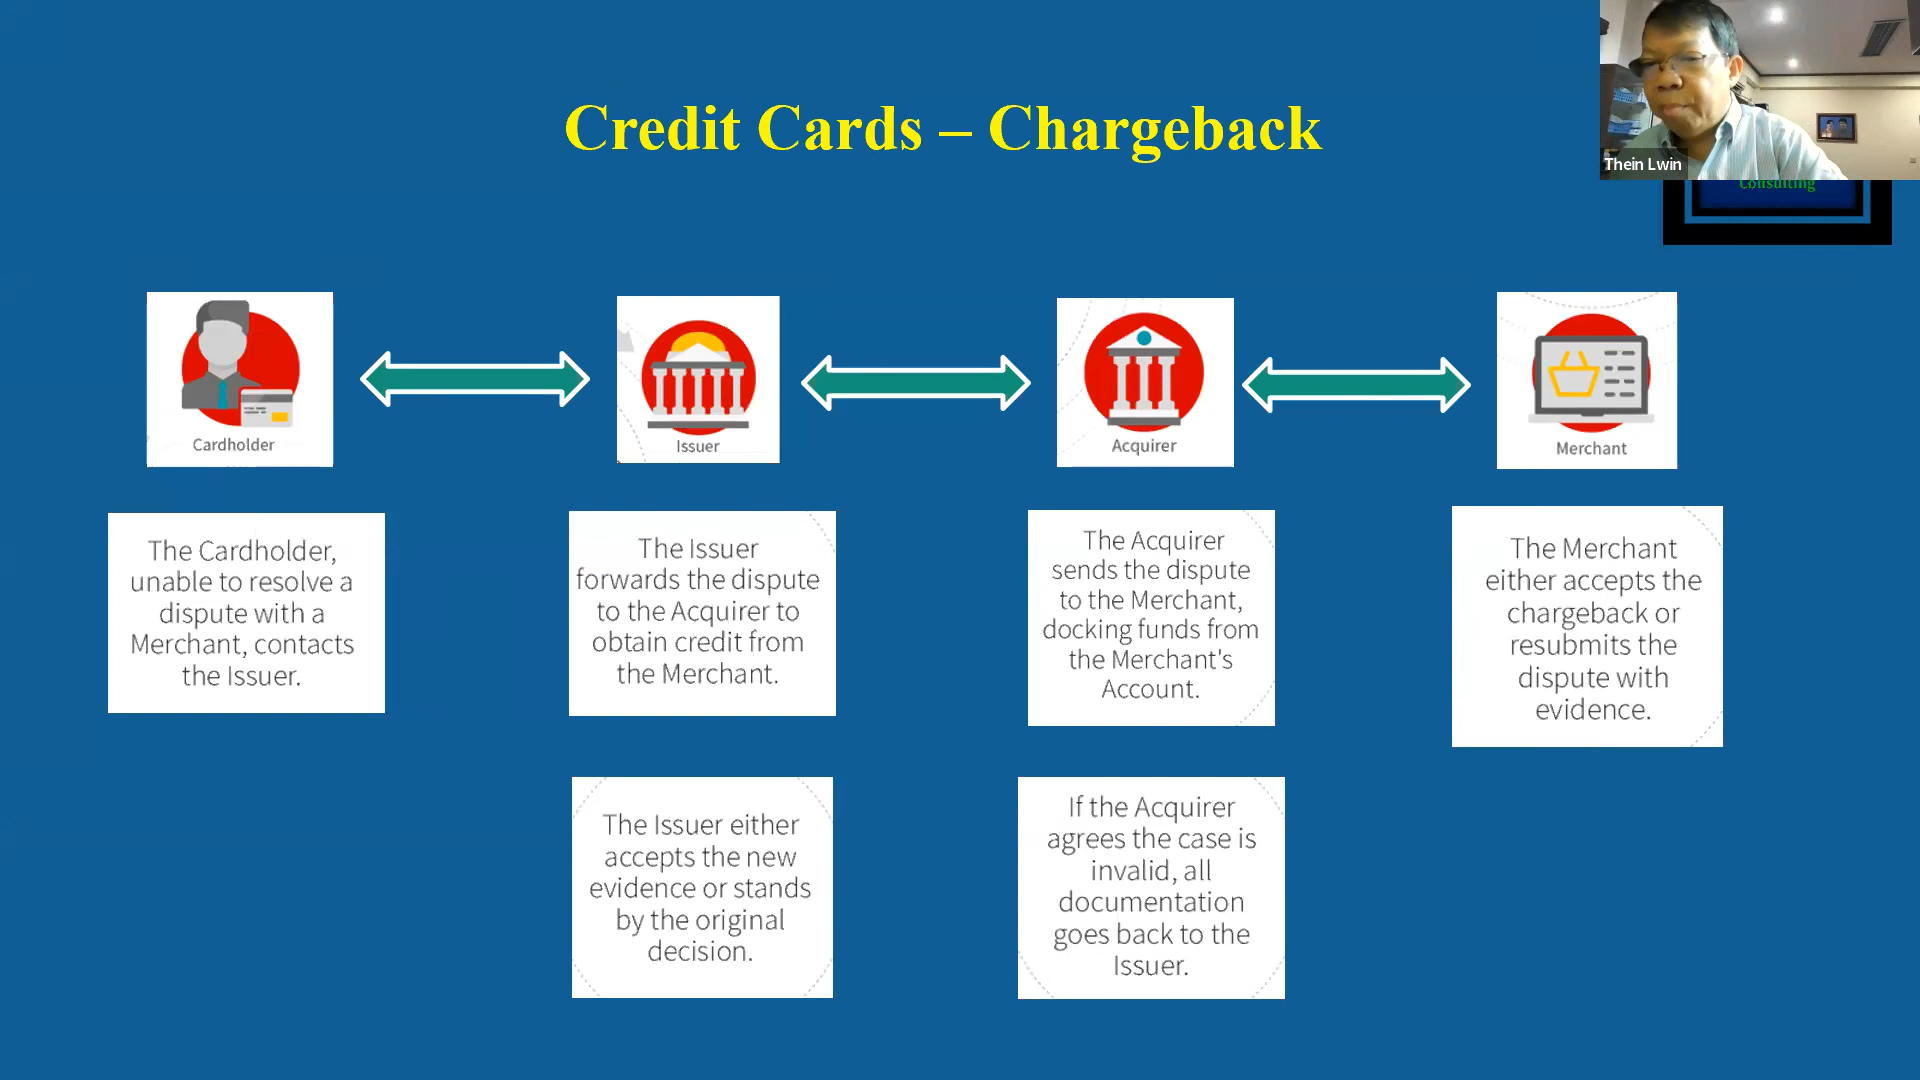 Credit Cards – Chargeback
Thein Lwin
Consulting
Cardholder
Issuer
Acquirer
Merchant
The Cardholder,
unable to resolve a
dispute with a
Merchant, contacts
the Issuer.
The Issuer
forwards the dispute
to the Acquirer to
obtain credit from
the Merchant.
The Acquirer
sends the dispute
to the Merchant,
docking funds from
the Merchant's
Account.
The Merchant
either accepts the
chargeback or
resubmits the
dispute with
evidence.
The Issuer either
accepts the new
evidence or stands
by the original
decision.
If the Acquirer
agrees the case is
invalid, all
documentation
goes back to the
Issuer.